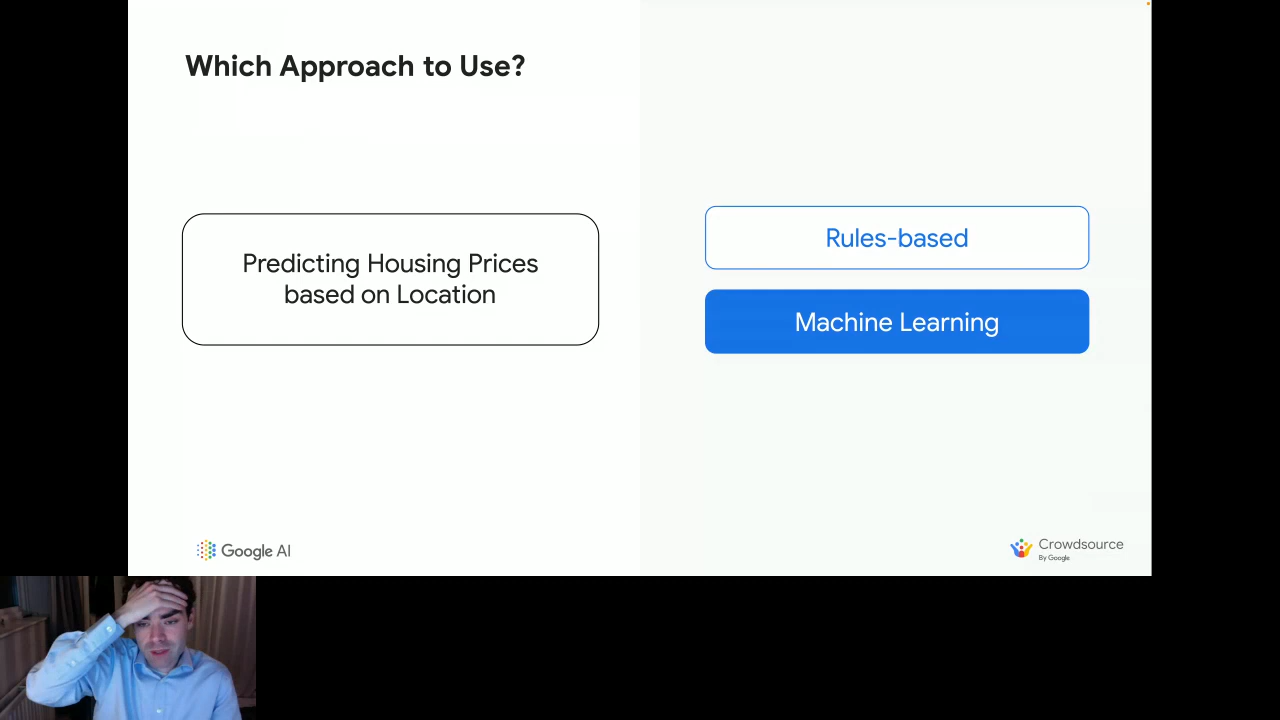 Which Approach to Use?
Predicting Housing Prices
based on Location
Rules-based
Machine Learning
Google AI
Crowdsource
By Google